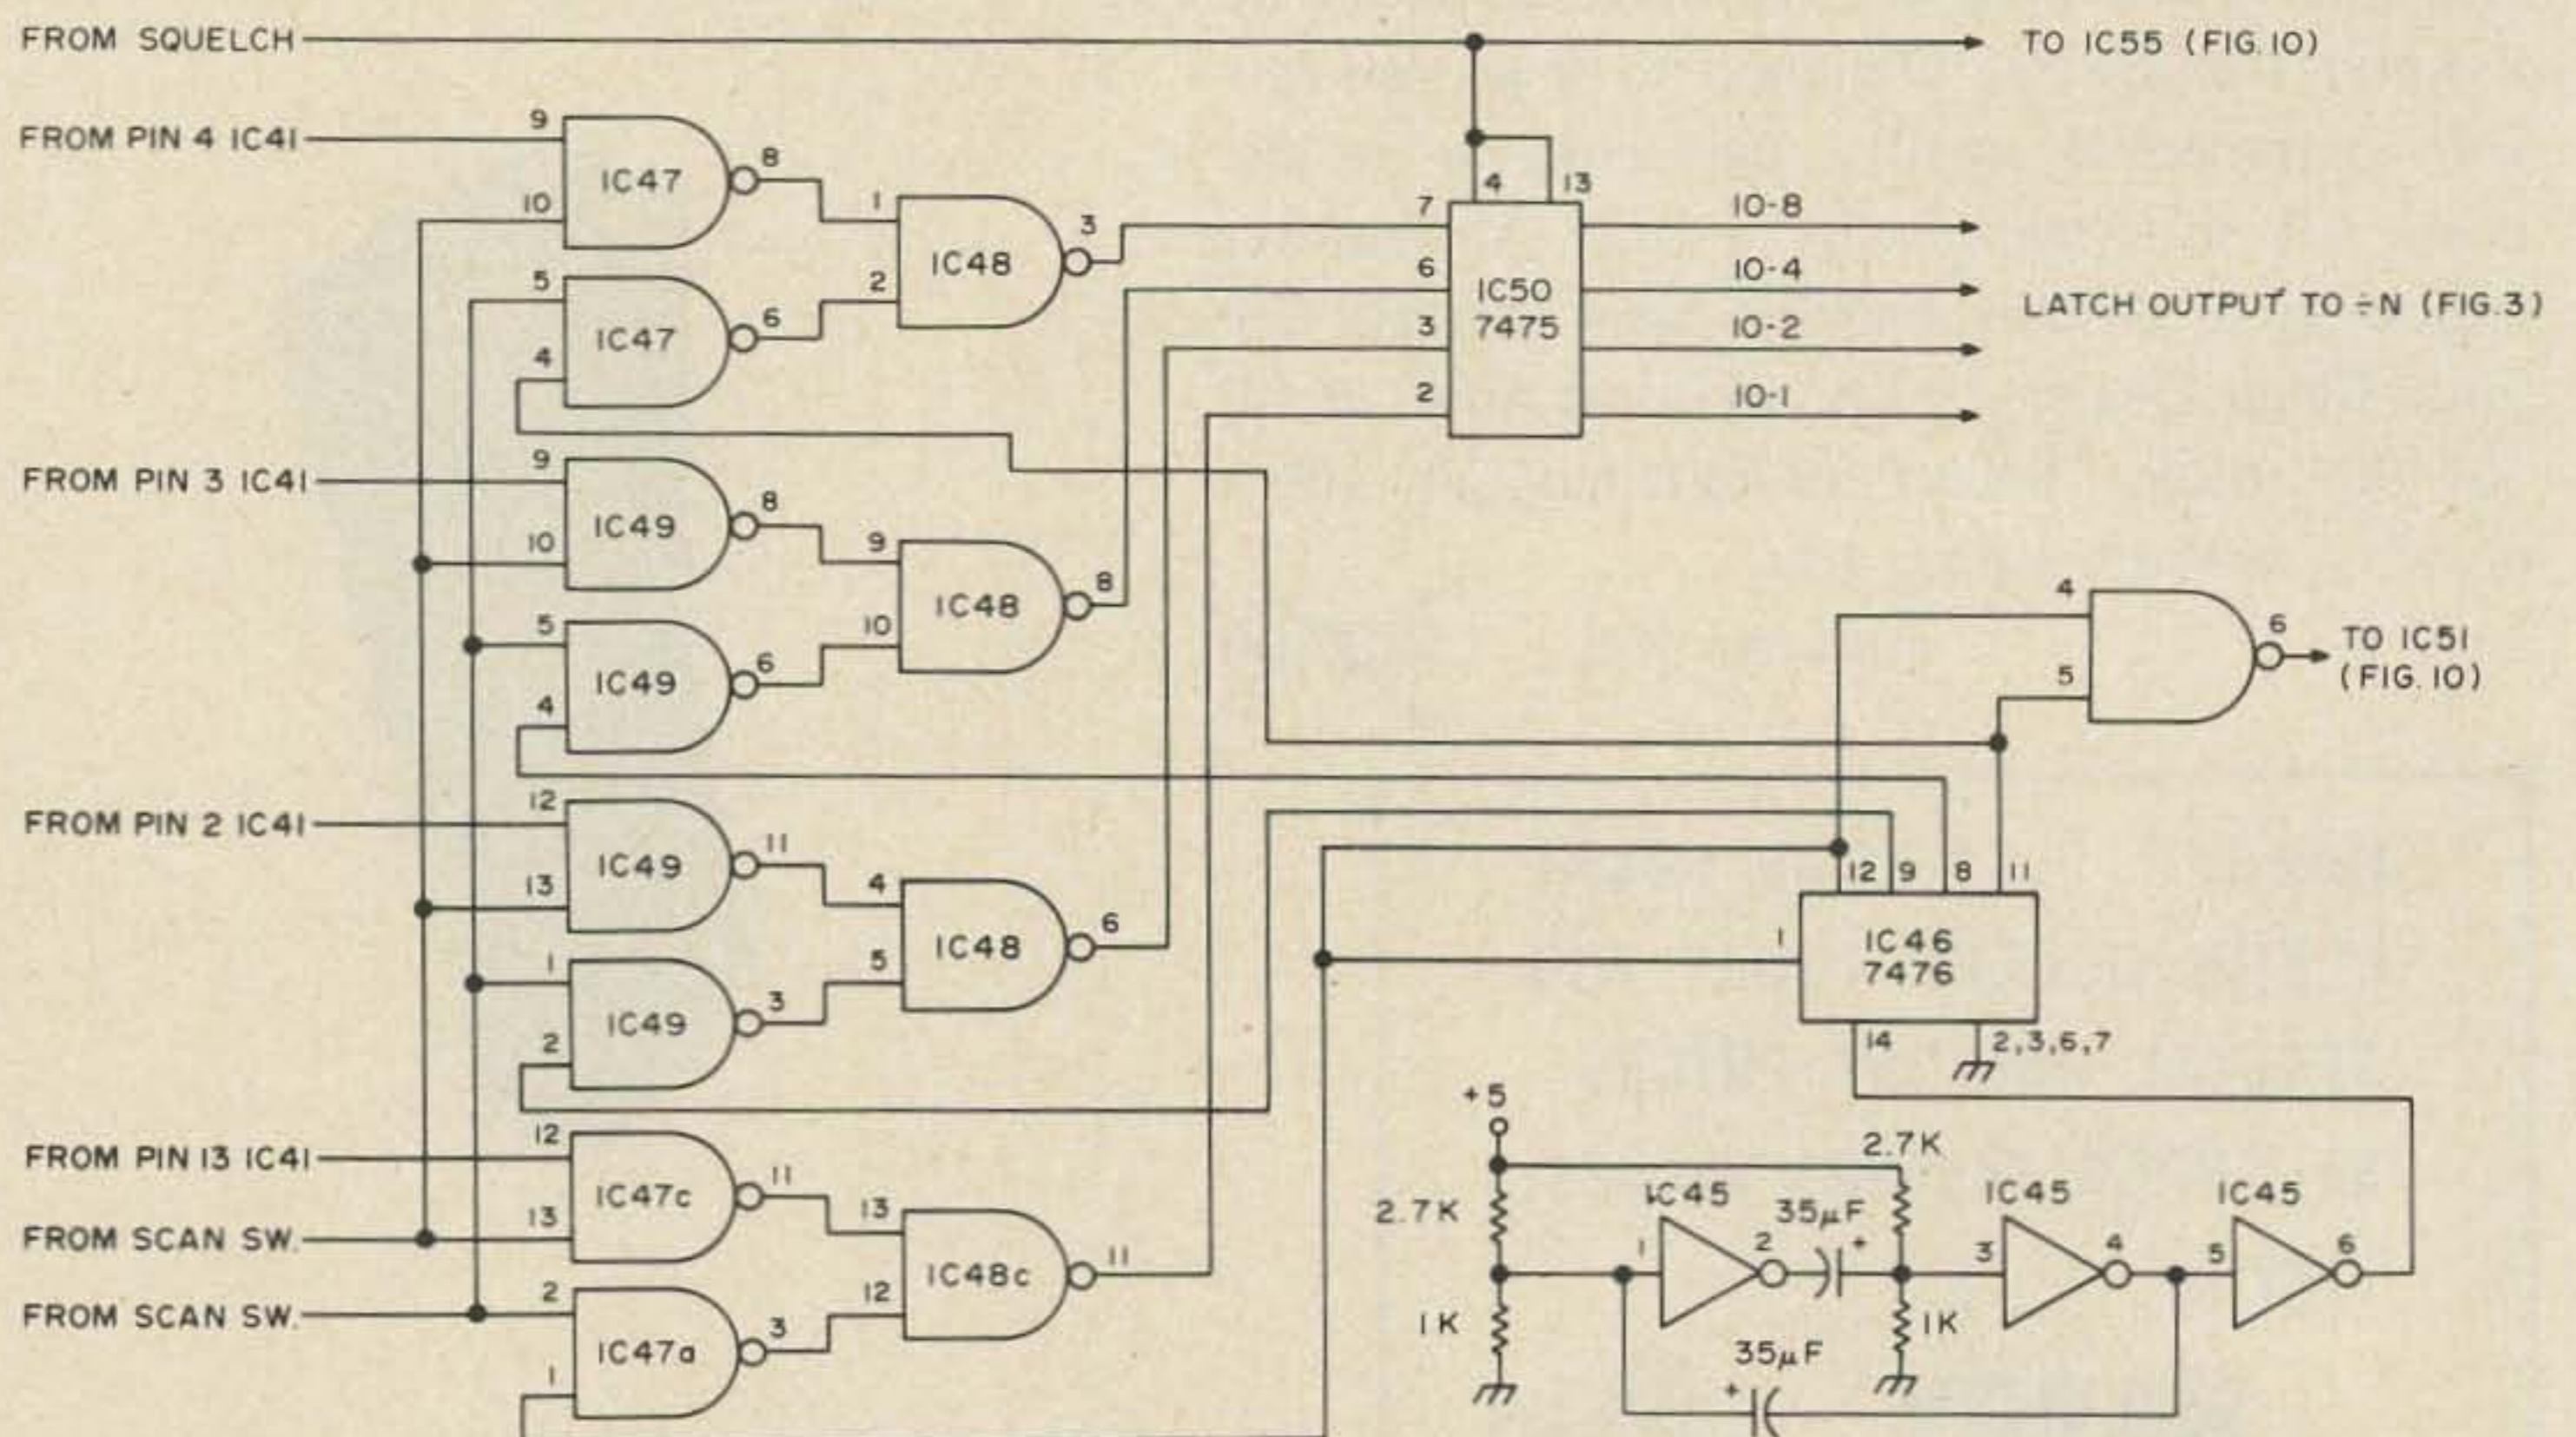 FROM SQUELCH
TO IC55 (FIG. 10)
FROM PIN 4 IC41
9
10
IC47
8
1
2
IC48
3
5
4
IC47
6
4
13
7
6
3
2
IC50
7475
10-8
10-4
10-2
10-1
LATCH OUTPUT TO ÷N (FIG.3)
FROM PIN 3 IC41
9
10
IC49
8
9
10
IC48
8
5
4
IC49
6
4
5
6
TO IC51
(FIG. 10)
FROM PIN 2 IC41
12
13
IC49
11
4
5
IC48
6
1
2
IC49
3
12
9
8
11
1
IC46
7476
14
2,3,6,7
FROM PIN 13 IC41
12
13
IC47c
11
13
12
IC48c
11
FROM SCAN SW.
FROM SCAN SW.
2
1
IC47a
3
+5
2.7K
1K
1
IC45
2
35µF
+
2.7K
1K
3
IC45
4
5
IC45
6
35µF
+